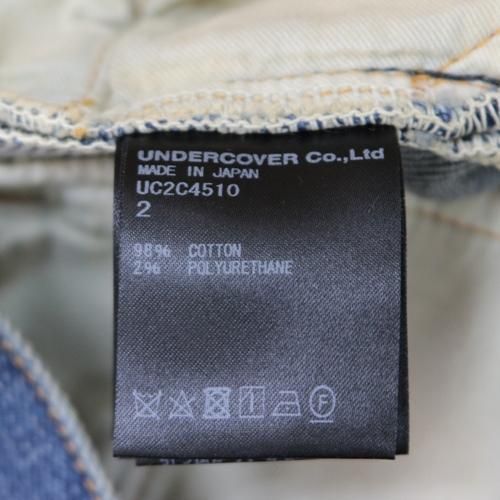 UNDERCOVER Co.,Ltd
MADE IN JAPAN
UC2C4510
2
98% COTTON
2% POLYURETHANE
F